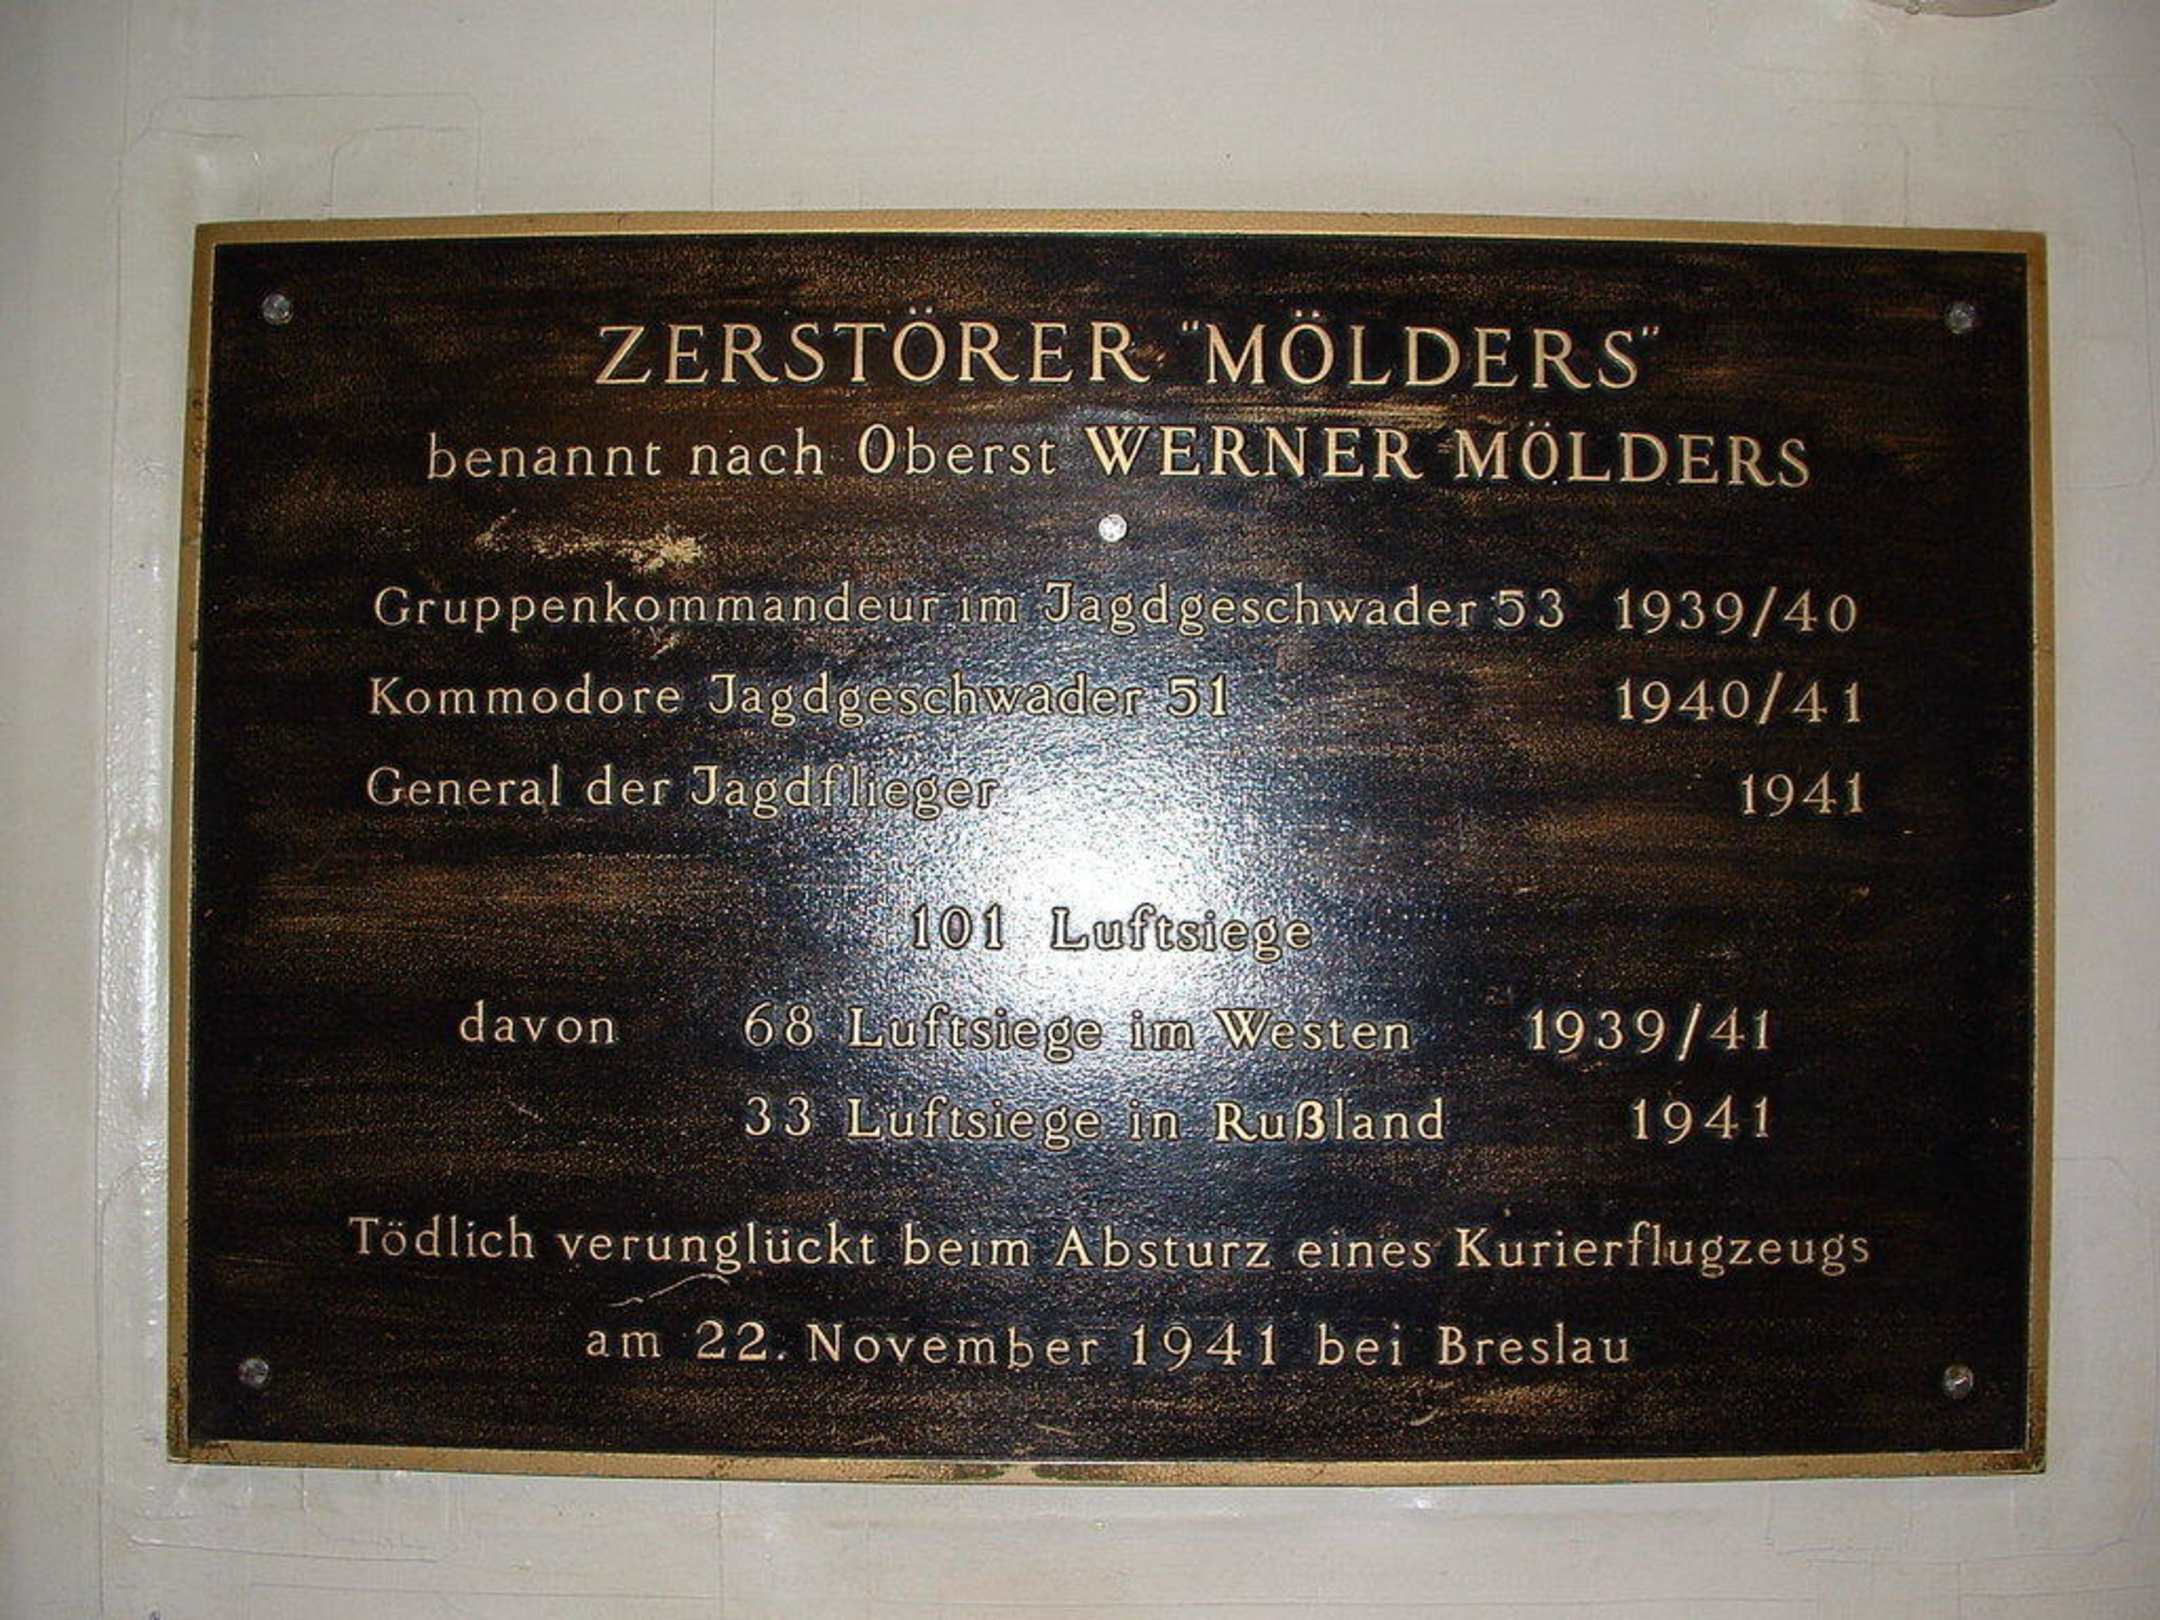 ZERSTÖRER "MÖLDERS"
benannt nach Oberst WERNER MÖLDERS
Gruppenkommandeur im Jagdgeschwader 53 1939/40
Kommodore Jagdgeschwader 51 1940/41
General der Jagdflieger 1941
101 Luftsiege
davon 68 Luftsiege im Westen 1939/41
33 Luftsiege in Rußland 1941
Tödlich verunglückt beim Absturz eines Kurierflugzeugs
am 22. November 1941 bei Breslau